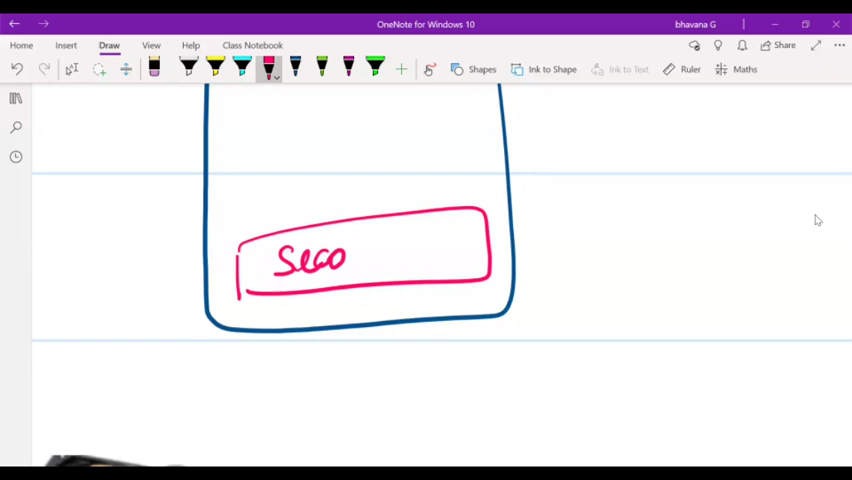 OneNote for Windows 10
bhavana G
Home Insert Draw View Help Class Notebook
Share
Shapes Ink to Shape Ink to Text Ruler Maths
Seco